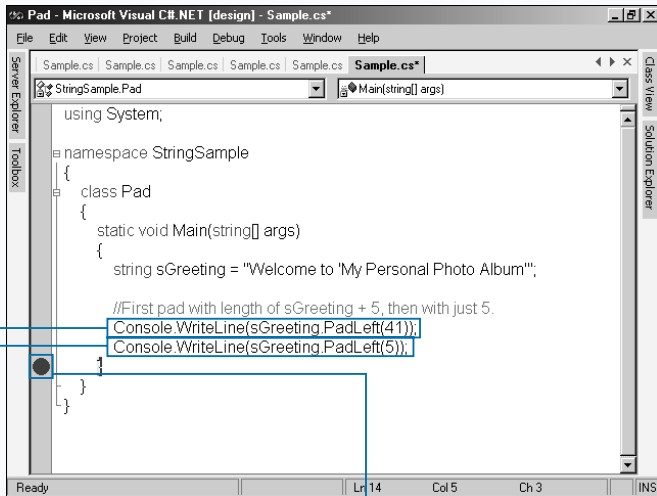 Pad - Microsoft Visual C#.NET [design] - Sample.cs*
File Edit View Project Build Debug Tools Window Help
Sample.cs Sample.cs Sample.cs Sample.cs Sample.cs Sample.cs*
StringSample.Pad Main(string[] args)
Server Explorer
Toolbox
Class View
Solution Explorer
using System;
namespace StringSample
{
class Pad
{
static void Main(string[] args)
{
string sGreeting = "Welcome to 'My Personal Photo Album'";
//First pad with length of sGreeting + 5, then with just 5.
Console.WriteLine(sGreeting.PadLeft(41));
Console.WriteLine(sGreeting.PadLeft(5));
}
}
}
Ready Ln 14 Col 5 Ch 3 INS